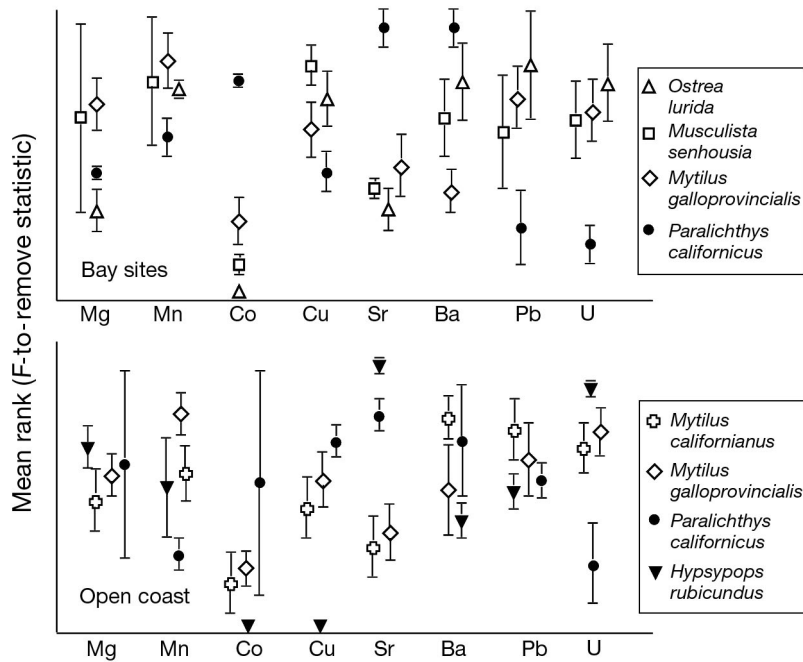 Mean rank (F-to-remove statistic)
Bay sites
Mg Mn Co Cu Sr Ba Pb U
Ostrea
lurida
Musculista
senhousia
Mytilus
galloprovincialis
Paralichthys
californicus
Open coast
Mg Mn Co Cu Sr Ba Pb U
Mytilus
californianus
Mytilus
galloprovincialis
Paralichthys
californicus
Hypsypops
rubicundus